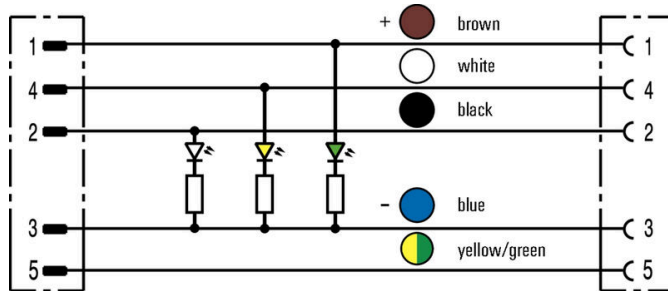 1 + brown 1
white
4 4
black
2 2
- blue
3 3
yellow/green
5 5